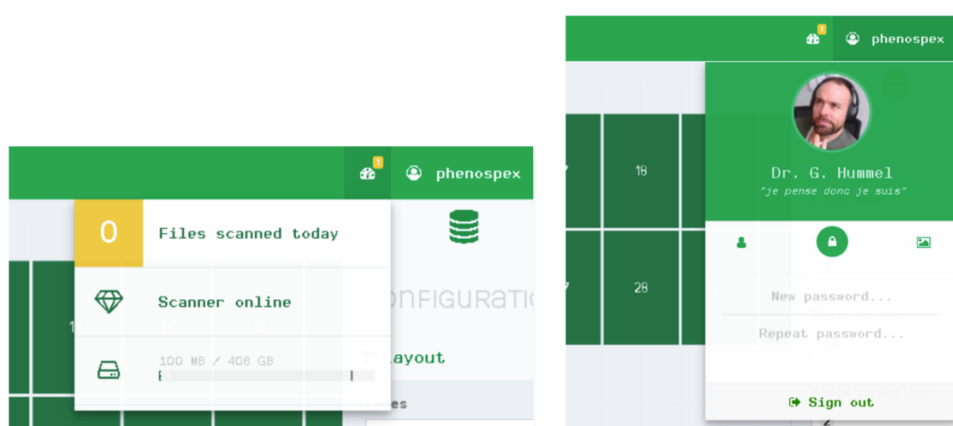 1
phenospex
0
Files scanned today
Scanner online
100 MB / 408 GB
onfiguratio
Layout
es
1
phenospex
Dr. G. Hummel
"je pense donc je suis"
New password...
Repeat password...
Sign out
18
28